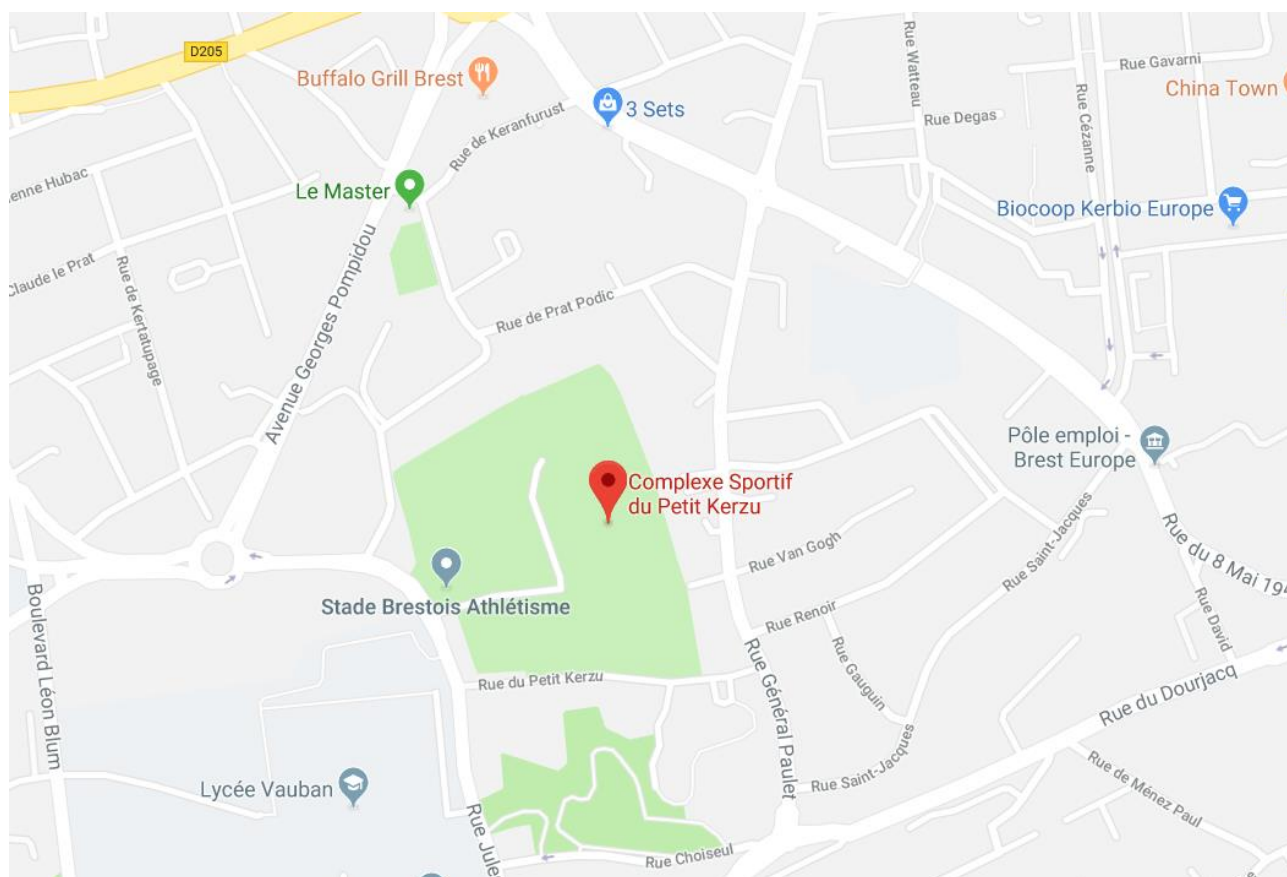 D205
Buffalo Grill Brest
3 Sets
Rue Watteau
Rue Gavarni
China Town
Rue Cézanne
Rue Degas
Rue de Keranfurust
enne Hubac
Le Master
Biocoop Kerbio Europe
Claude le Prat
Rue de Kertatupage
Avenue Georges Pompidou
Rue de Prat Podic
Pôle emploi -
Brest Europe
Complexe Sportif
du Petit Kerzu
Rue Van Gogh
Rue Saint-Jacques
Rue du 8 Mai 194
Stade Brestois Athlétisme
Boulevard Léon Blum
Rue Renoir
Rue David
Rue du Petit Kerzu
Rue Général Paulet
Rue Gauguin
Rue du Dourjacq
Lycée Vauban
Rue Saint-Jacques
Rue de Ménez Paul
Rue Jules
Rue Choiseul